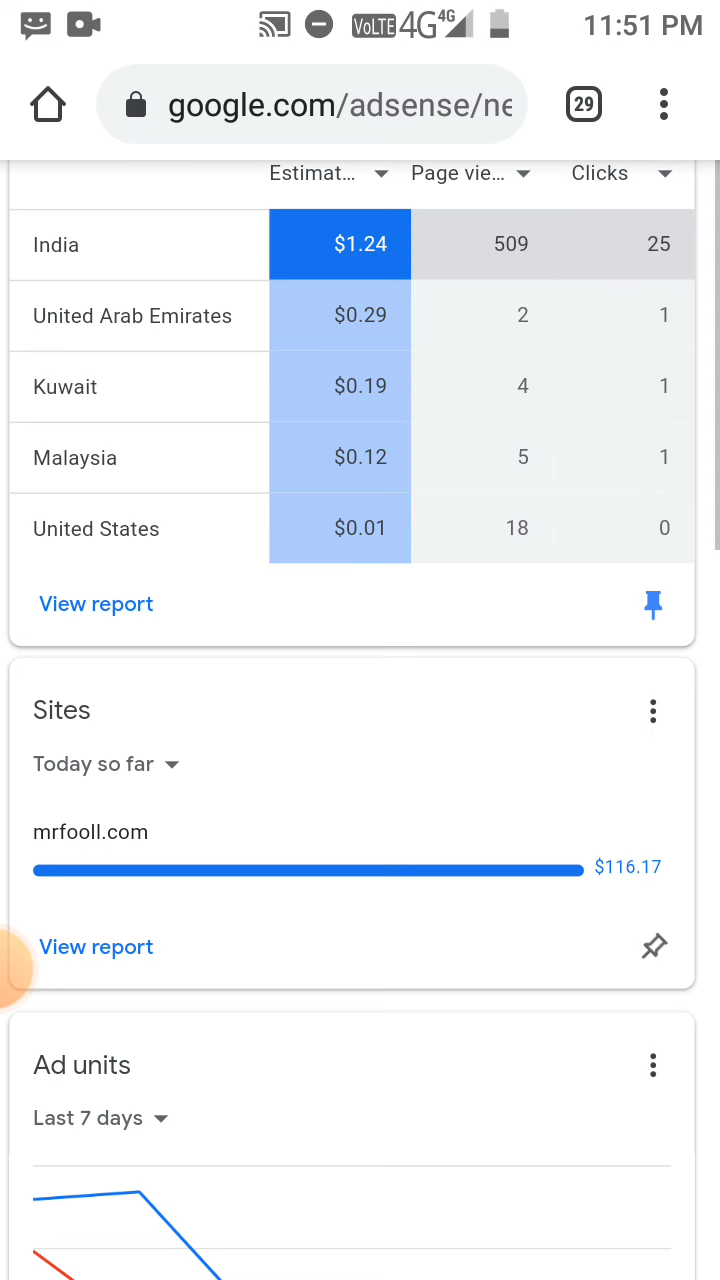 VoLTE 4G 4G 11:51 PM
google.com/adsense/ne 29
Estimat... Page vie... Clicks
India $1.24 509 25
United Arab Emirates $0.29 2 1
Kuwait $0.19 4 1
Malaysia $0.12 5 1
United States $0.01 18 0
View report
Sites
Today so far
mrfooll.com
$116.17
View report
Ad units
Last 7 days